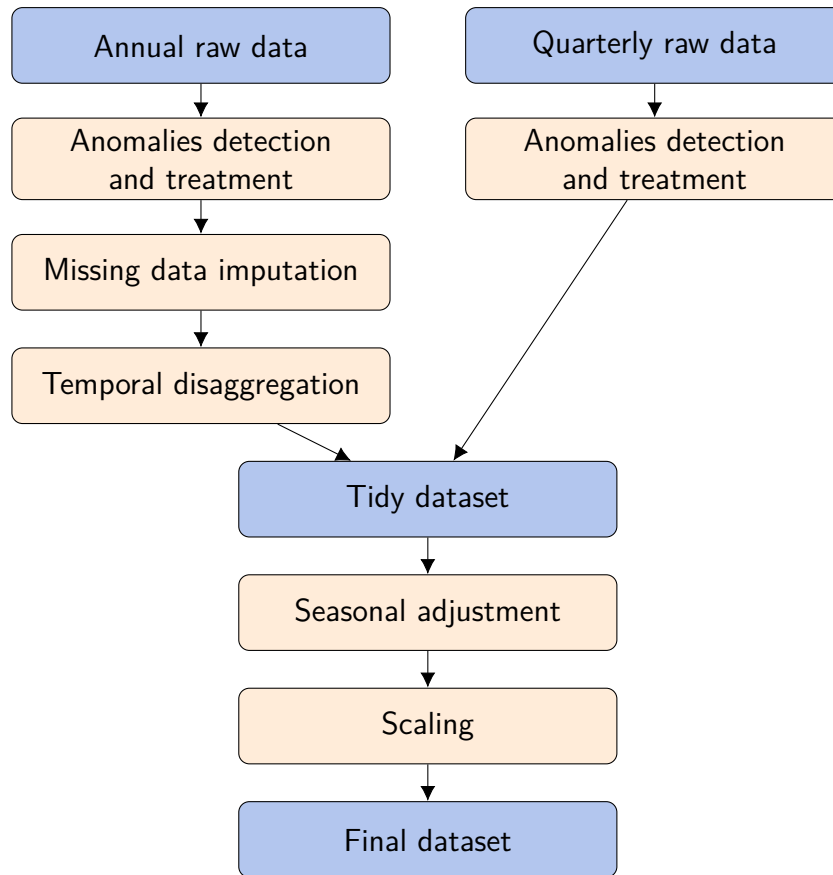 Annual raw data
Quarterly raw data
Anomalies detection
and treatment
Anomalies detection
and treatment
Missing data imputation
Temporal disaggregation
Tidy dataset
Seasonal adjustment
Scaling
Final dataset